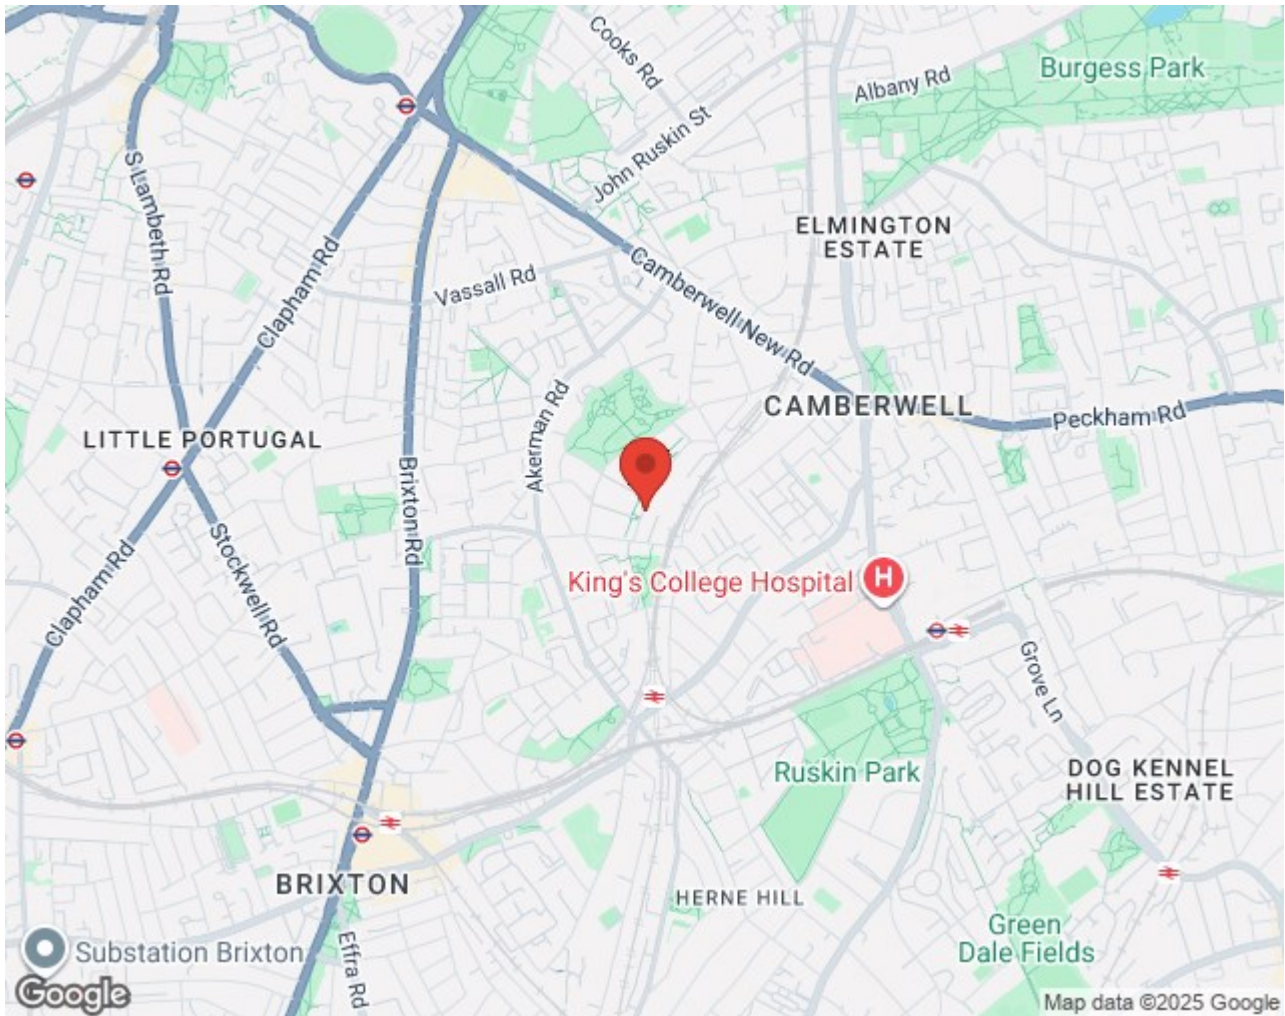 Cooks Rd
Burgess Park
Albany Rd
John Ruskin St
S Lambeth Rd
ELMINGTON
ESTATE
Clapham Rd
Vassall Rd
Camberwell New Rd
Akerman Rd
CAMBERWELL
Peckham Rd
LITTLE PORTUGAL
Brixton Rd
Clapham Rd
Stockwell Rd
King's College Hospital
H
Grove Ln
Ruskin Park
DOG KENNEL
HILL ESTATE
BRIXTON
HERNE HILL
Green
Dale Fields
Substation Brixton
Effra Rd
Google
Map data ©2025 Google